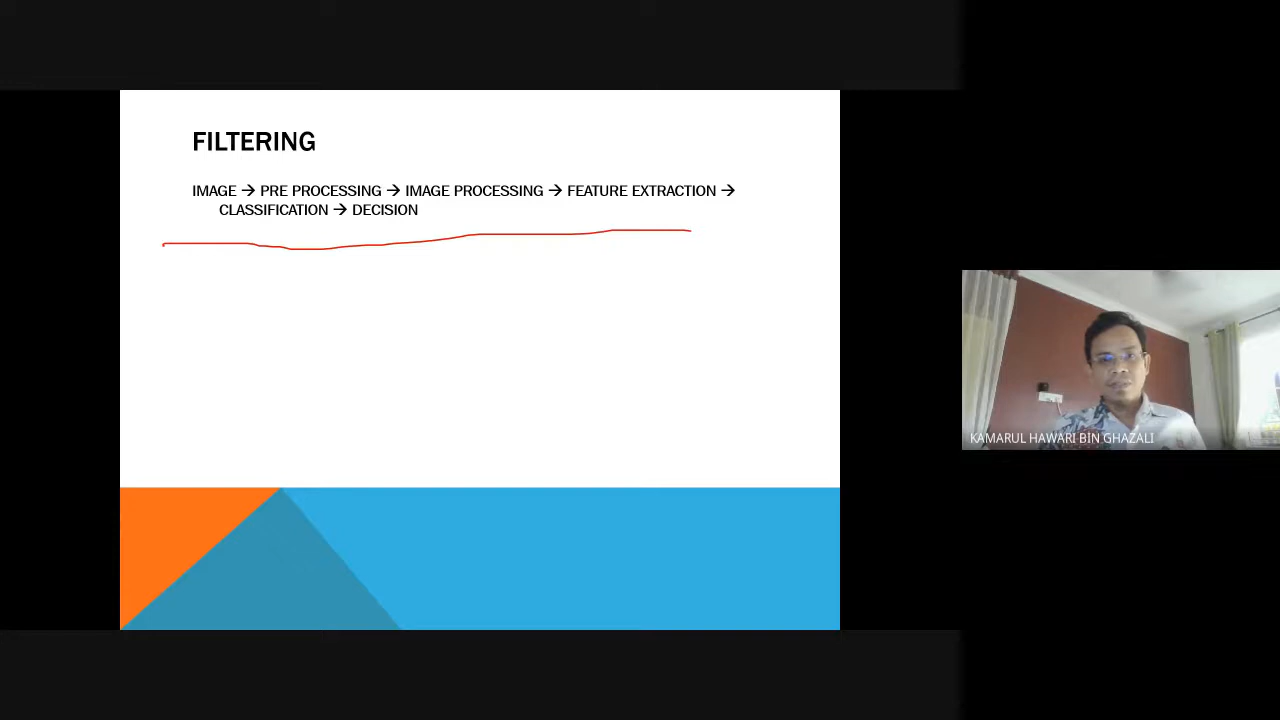 FILTERING
IMAGE → PRE PROCESSING → IMAGE PROCESSING → FEATURE EXTRACTION →
CLASSIFICATION → DECISION
KAMARUL HAWARI BIN GHAZALI